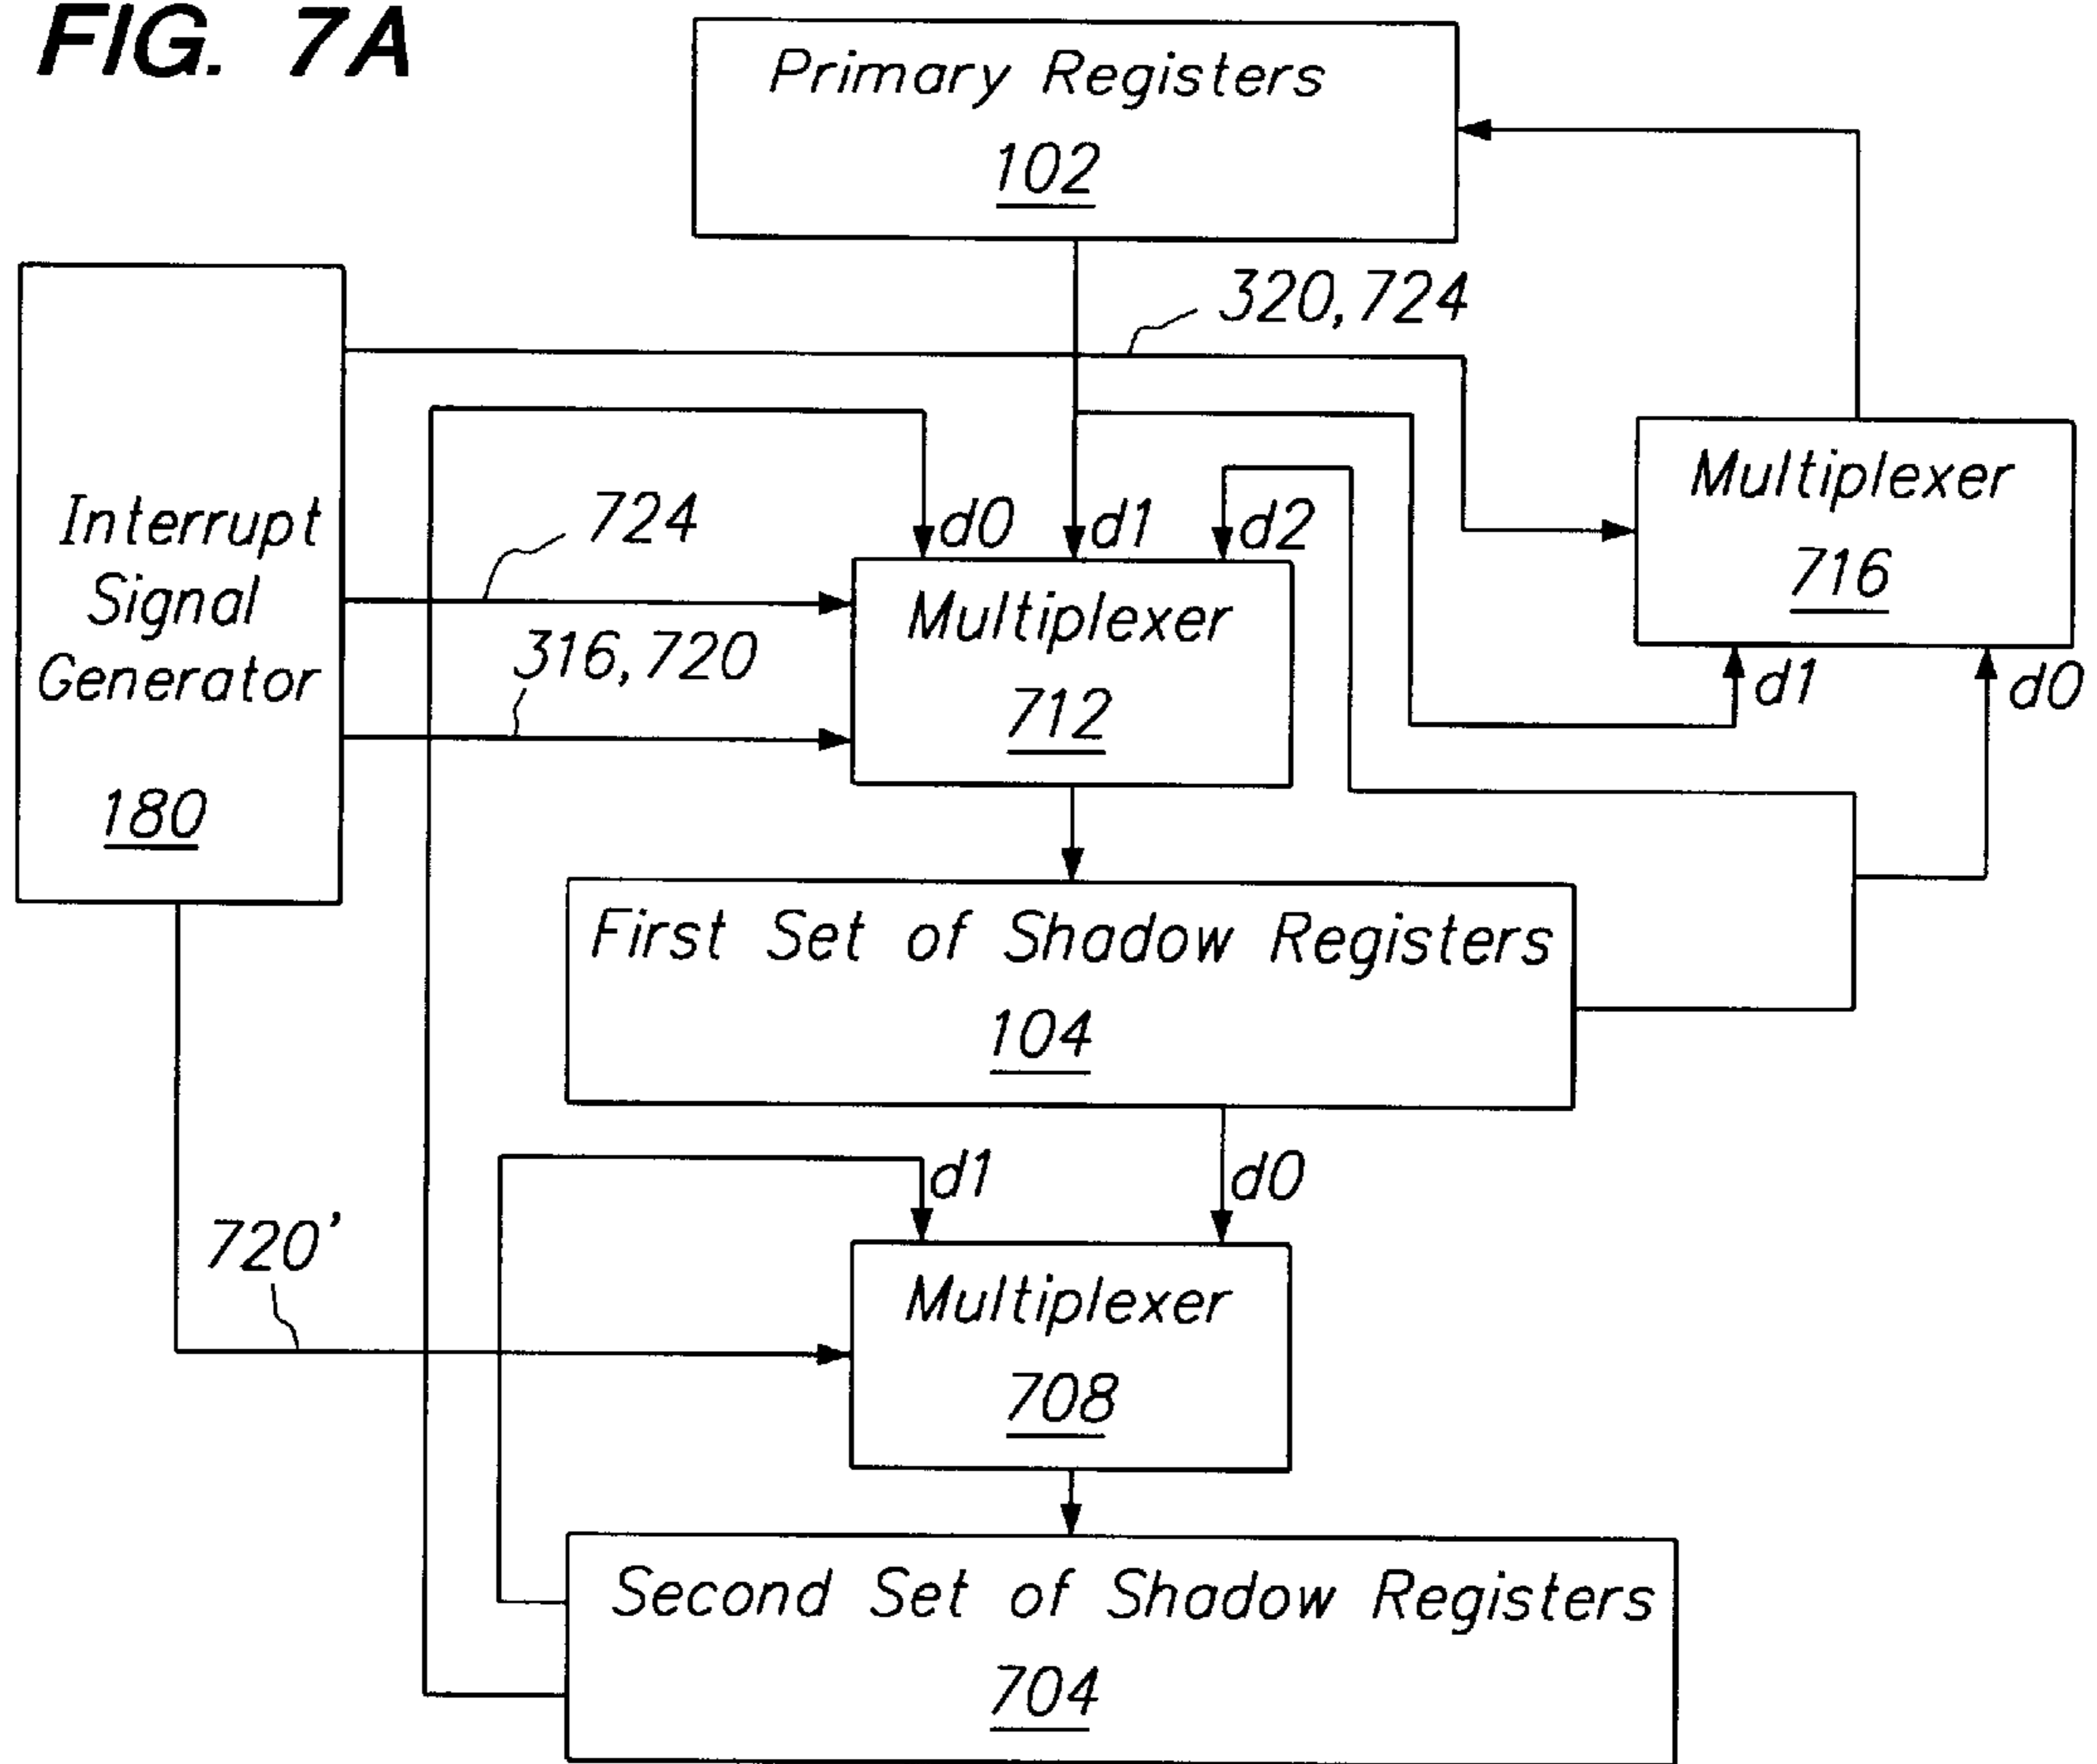 FIG. 7A
Primary Registers
102
320,724
Interrupt
Signal
Generator
180
724
316,720
d0
d1
d2
Multiplexer
712
Multiplexer
716
d1
d0
First Set of Shadow Registers
104
d1
d0
720'
Multiplexer
708
Second Set of Shadow Registers
704